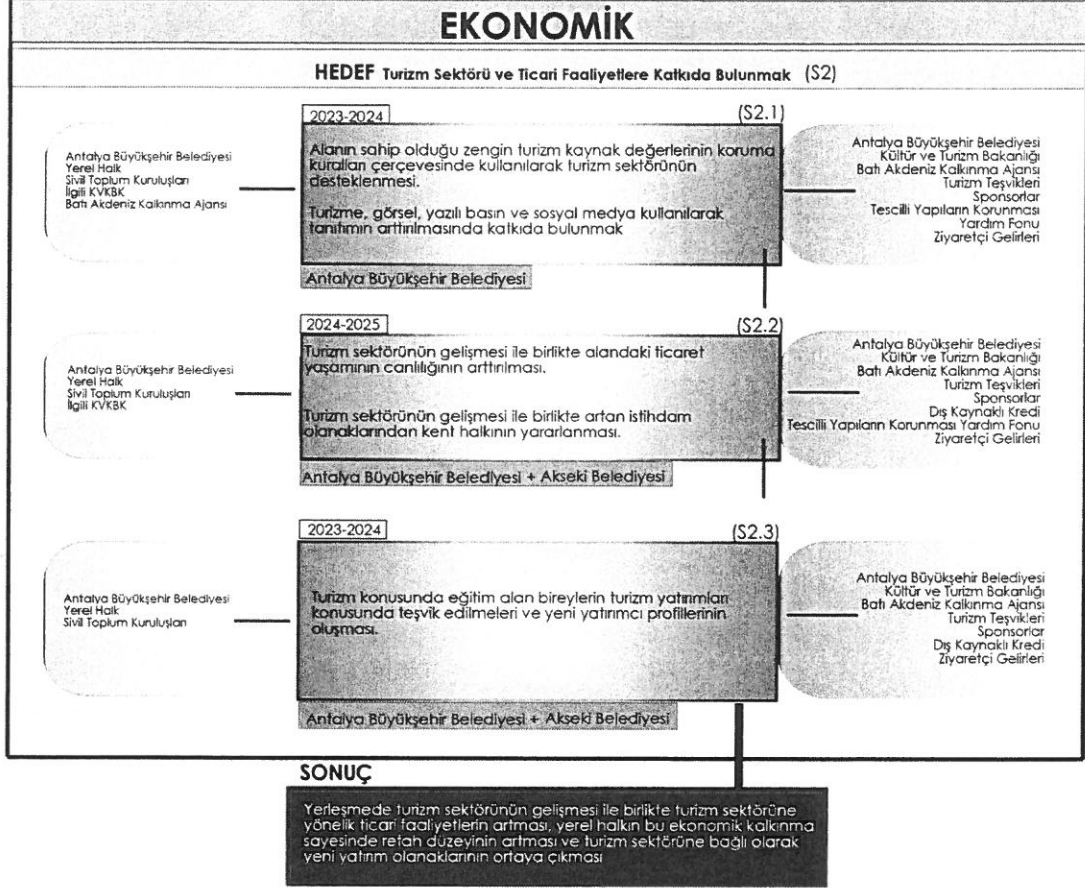 EKONOMİK
HEDEF Turizm Sektörü ve Ticari Faaliyetlere Katkıda Bulunmak (S2)
2023-2024
(S2.1)
Antalya Büyükşehir Belediyesi
Yerel Halk
Sivil Toplum Kuruluşları
İlgili KVKBK
Batı Akdeniz Kalkınma Ajansı
Alanın sahip olduğu zengin turizm kaynak değerlerinin koruma
kuralları çerçevesinde kullanılarak turizm sektörünün
desteklenmesi.
Turizme, görsel, yazılı basın ve sosyal medya kullanılarak
tanıtımın arttırılmasında katkıda bulunmak
Antalya Büyükşehir Belediyesi
Antalya Büyükşehir Belediyesi
Kültür ve Turizm Bakanlığı
Batı Akdeniz Kalkınma Ajansı
Turizm Teşvikleri
Sponsorlar
Tescilli Yapıların Korunması
Yardım Fonu
Ziyaretçi Gelirleri
2024-2025
(S2.2)
Antalya Büyükşehir Belediyesi
Yerel Halk
Sivil Toplum Kuruluşları
İlgili KVKBK
Turizm sektörünün gelişmesi ile birlikte alandaki ticaret
yaşamının canlılığının arttırılması.
Turizm sektörünün gelişmesi ile birlikte artan istihdam
olanaklarından kent halkının yararlanması.
Antalya Büyükşehir Belediyesi + Akseki Belediyesi
Antalya Büyükşehir Belediyesi
Kültür ve Turizm Bakanlığı
Batı Akdeniz Kalkınma Ajansı
Turizm Teşvikleri
Sponsorlar
Dış Kaynaklı Kredi
Tescilli Yapıların Korunması Yardım Fonu
Ziyaretçi Gelirleri
2023-2024
(S2.3)
Antalya Büyükşehir Belediyesi
Yerel Halk
Sivil Toplum Kuruluşları
Turizm konusunda eğitim alan bireylerin turizm yatırımları
konusunda teşvik edilmeleri ve yeni yatırımcı profillerinin
oluşması.
Antalya Büyükşehir Belediyesi + Akseki Belediyesi
Antalya Büyükşehir Belediyesi
Kültür ve Turizm Bakanlığı
Batı Akdeniz Kalkınma Ajansı
Turizm Teşvikleri
Sponsorlar
Dış Kaynaklı Kredi
Ziyaretçi Gelirleri
SONUÇ
Yerleşmede turizm sektörünün gelişmesi ile birlikte turizm sektörüne
yönelik ticari faaliyetlerin artması, yerel halkın bu ekonomik kalkınma
sayesinde refah düzeyinin artması ve turizm sektörüne bağlı olarak
yeni yatırım olanaklarının ortaya çıkması